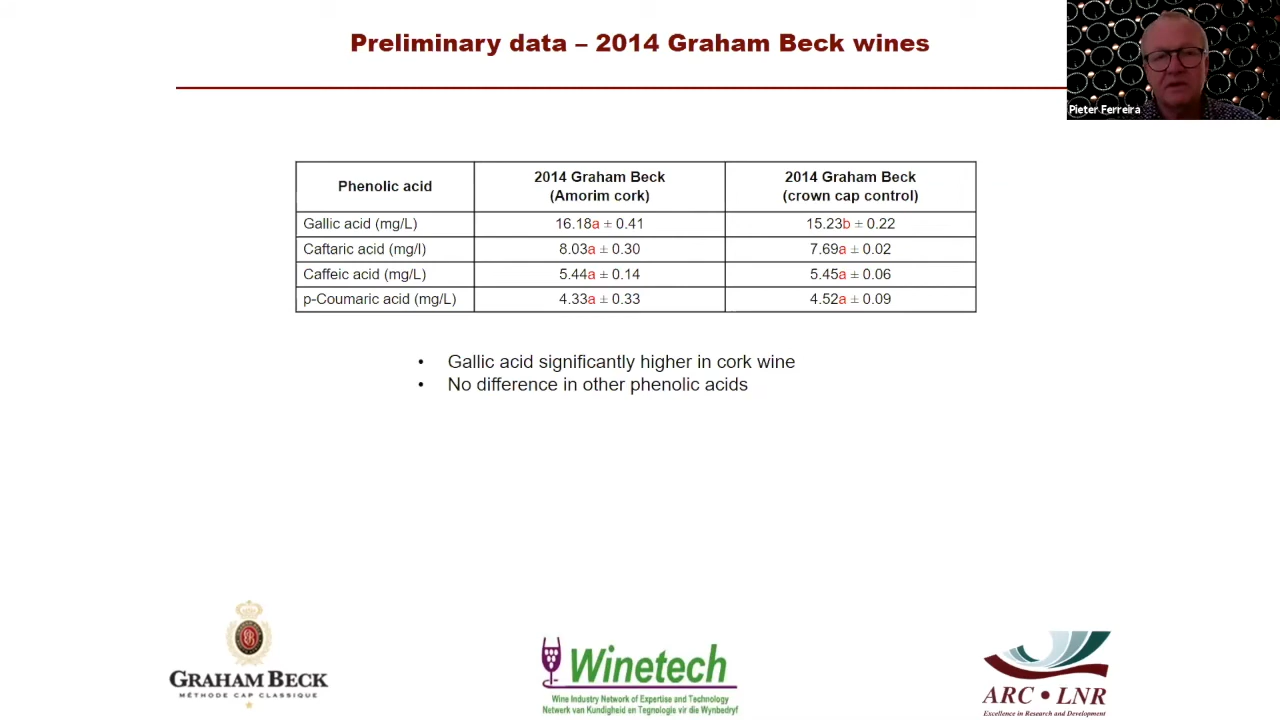 Preliminary data – 2014 Graham Beck wines
Pieter Ferreira
Phenolic acid
2014 Graham Beck
(Amorim cork)
2014 Graham Beck
(crown cap control)
Gallic acid (mg/L) 16.18a ± 0.41 15.23b ± 0.22
Caftaric acid (mg/l) 8.03a ± 0.30 7.69a ± 0.02
Caffeic acid (mg/L) 5.44a ± 0.14 5.45a ± 0.06
p-Coumaric acid (mg/L) 4.33a ± 0.33 4.52a ± 0.09
• Gallic acid significantly higher in cork wine
• No difference in other phenolic acids
GRAHAM BECK
MÉTHODE CAP CLASSIQUE
Winetech
Wine Industry Network of Expertise and Technology
Netwerk van Kundigheid en Tegnologie vir die Wynbedryf
ARC • LNR
Excellence in Research and Development